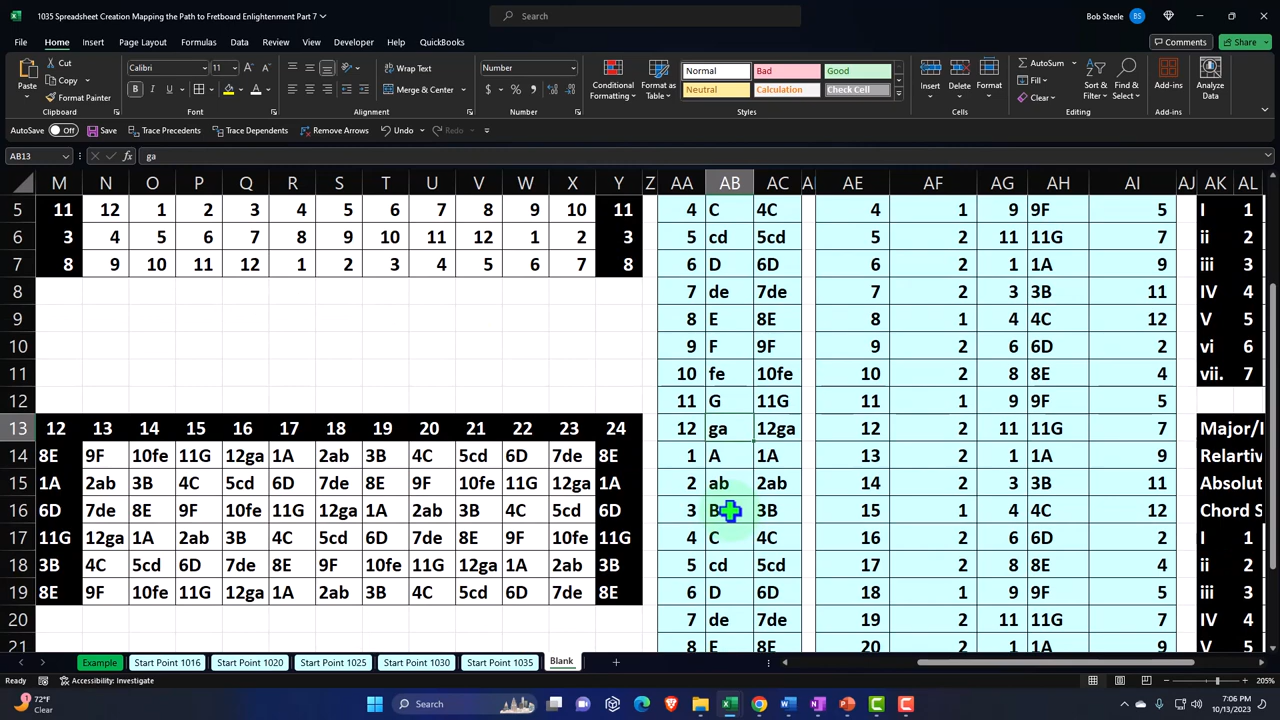 1035 Spreadsheet Creation Mapping the Path to Fretboard Enlightenment Part 7
Search
Bob Steele BS
File Home Insert Page Layout Formulas Data Review View Developer Help QuickBooks Comments Share
Paste Cut Copy Format Painter Clipboard
Calibri 11 B I U A Font
Wrap Text Merge & Center Alignment
Number $ % Number
Conditional Formatting Format as Table
Normal Bad Good
Neutral Calculation Check Cell
Styles
Insert Delete Format Cells
AutoSum Fill Clear Sort & Filter Find & Select Editing
Add-ins Add-ins
Analyze Data
AutoSave Off Save Trace Precedents Trace Dependents Remove Arrows Undo Redo
AB13 fx ga
M N O P Q R S T U V W X Y Z AA AB AC AE AF AG AH AI AJ AK AL
5 11 12 1 2 3 4 5 6 7 8 9 10 11 4 C 4C 4 1 9 9F 5 I 1
6 3 4 5 6 7 8 9 10 11 12 1 2 3 5 cd 5cd 5 2 11 11G 7 ii 2
7 8 9 10 11 12 1 2 3 4 5 6 7 8 6 D 6D 6 2 1 1A 9 iii 3
8 7 de 7de 7 2 3 3B 11 IV 4
9 8 E 8E 8 1 4 4C 12 V 5
10 9 F 9F 9 2 6 6D 2 vi 6
11 10 fe 10fe 10 2 8 8E 4 vii. 7
12 11 G 11G 11 1 9 9F 5
13 12 13 14 15 16 17 18 19 20 21 22 23 24 12 ga 12ga 12 2 11 11G 7 Major/
14 8E 9F 10fe 11G 12ga 1A 2ab 3B 4C 5cd 6D 7de 8E 1 A 1A 13 2 1 1A 9 Relartiv
15 1A 2ab 3B 4C 5cd 6D 7de 8E 9F 10fe 11G 12ga 1A 2 ab 2ab 14 2 3 3B 11 Absolut
16 6D 7de 8E 9F 10fe 11G 12ga 1A 2ab 3B 4C 5cd 6D 3 B 3B 15 1 4 4C 12 Chord S
17 11G 12ga 1A 2ab 3B 4C 5cd 6D 7de 8E 9F 10fe 11G 4 C 4C 16 2 6 6D 2 I 1
18 3B 4C 5cd 6D 7de 8E 9F 10fe 11G 12ga 1A 2ab 3B 5 cd 5cd 17 2 8 8E 4 ii 2
19 8E 9F 10fe 11G 12ga 1A 2ab 3B 4C 5cd 6D 7de 8E 6 D 6D 18 1 9 9F 5 iii 3
20 7 de 7de 19 2 11 11G 7 IV 4
21 8 E 8E 20 2 1 1A 9 V 5
Example Start Point 1016 Start Point 1020 Start Point 1025 Start Point 1030 Start Point 1035 Blank
Ready Accessibility: Investigate 205%
72°F
Clear
Search
7:06 PM
10/13/2023